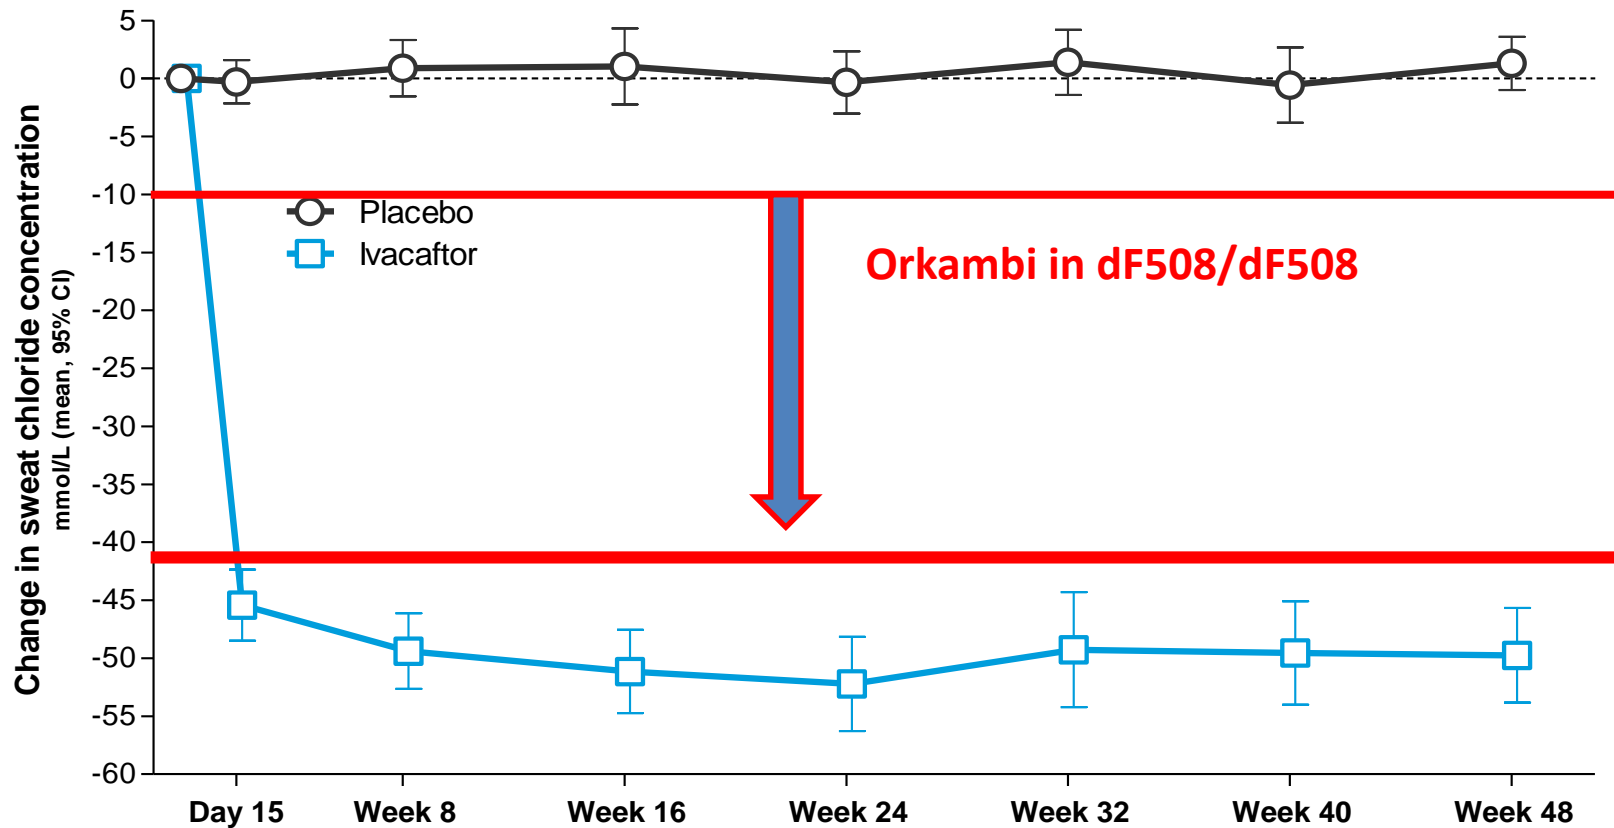 Change in sweat chloride concentration
mmol/L (mean, 95% CI)
5
0
-5
-10
-15
-20
-25
-30
-35
-40
-45
-50
-55
-60
Placebo
Ivacaftor
Orkambi in dF508/dF508
Day 15 Week 8 Week 16 Week 24 Week 32 Week 40 Week 48